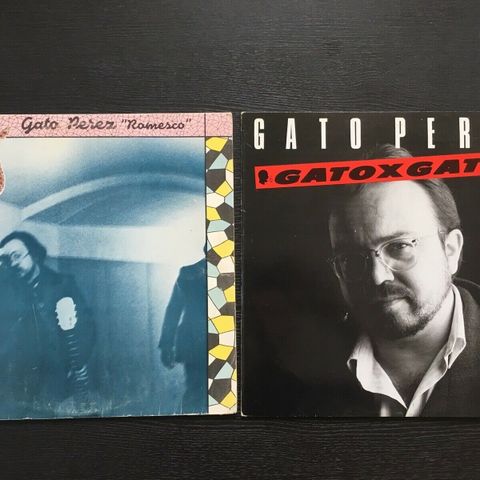 Gato Perez "Romesco"
GATO PER
GATOXGAT